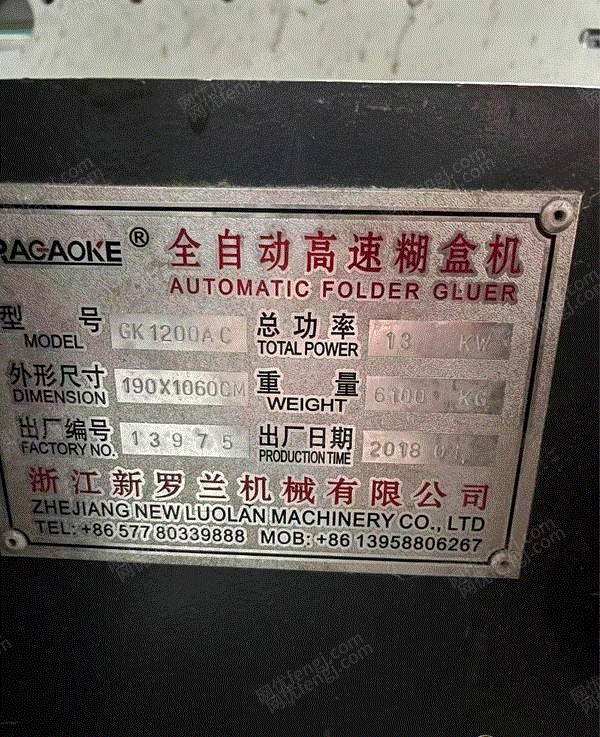 RAGAOKE® 全自动高速糊盒机
AUTOMATIC FOLDER GLUER
型号 GK1200AC 总功率 13 KW
MODEL TOTAL POWER
外形尺寸 190X1060CM 重量 6100 KG
DIMENSION WEIGHT
出厂编号 13975 出厂日期 2018
FACTORY NO. PRODUCTION TIME
浙江新罗兰机械有限公司
ZHEJIANG NEW LUOLAN MACHINERY CO., LTD
TEL: +86 577 80339888 MOB: +86 13958806267